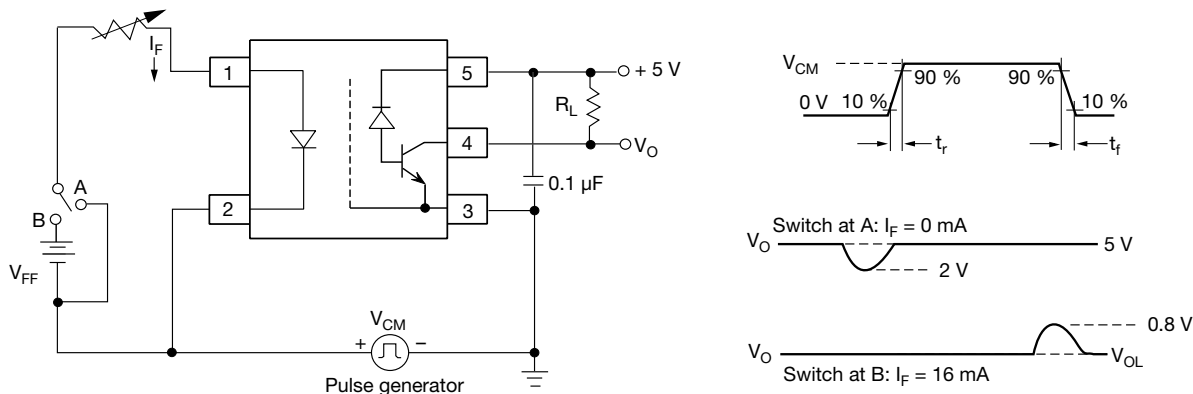 I_F
1
2
5
4
3
+ 5 V
R_L
V_O
0.1 µF
A
B
V_FF
V_CM
+
–
Pulse generator
V_CM
0 V
10 %
90 %
90 %
10 %
t_r
t_f
Switch at A: I_F = 0 mA
V_O
5 V
2 V
0.8 V
V_O
V_OL
Switch at B: I_F = 16 mA